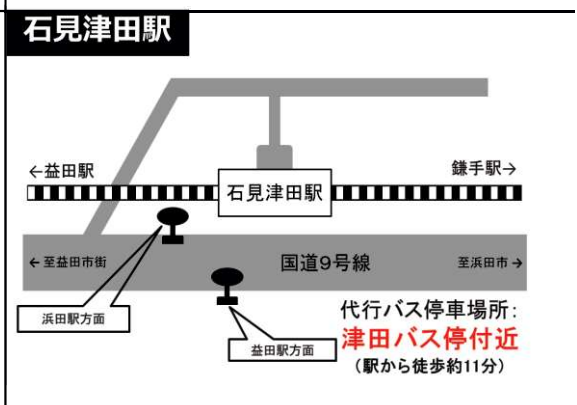 石見津田駅
←益田駅
鎌手駅→
石見津田駅
←至益田市街
国道9号線
至浜田市→
浜田駅方面
益田駅方面
代行バス停車場所:
津田バス停付近
(駅から徒歩約11分)